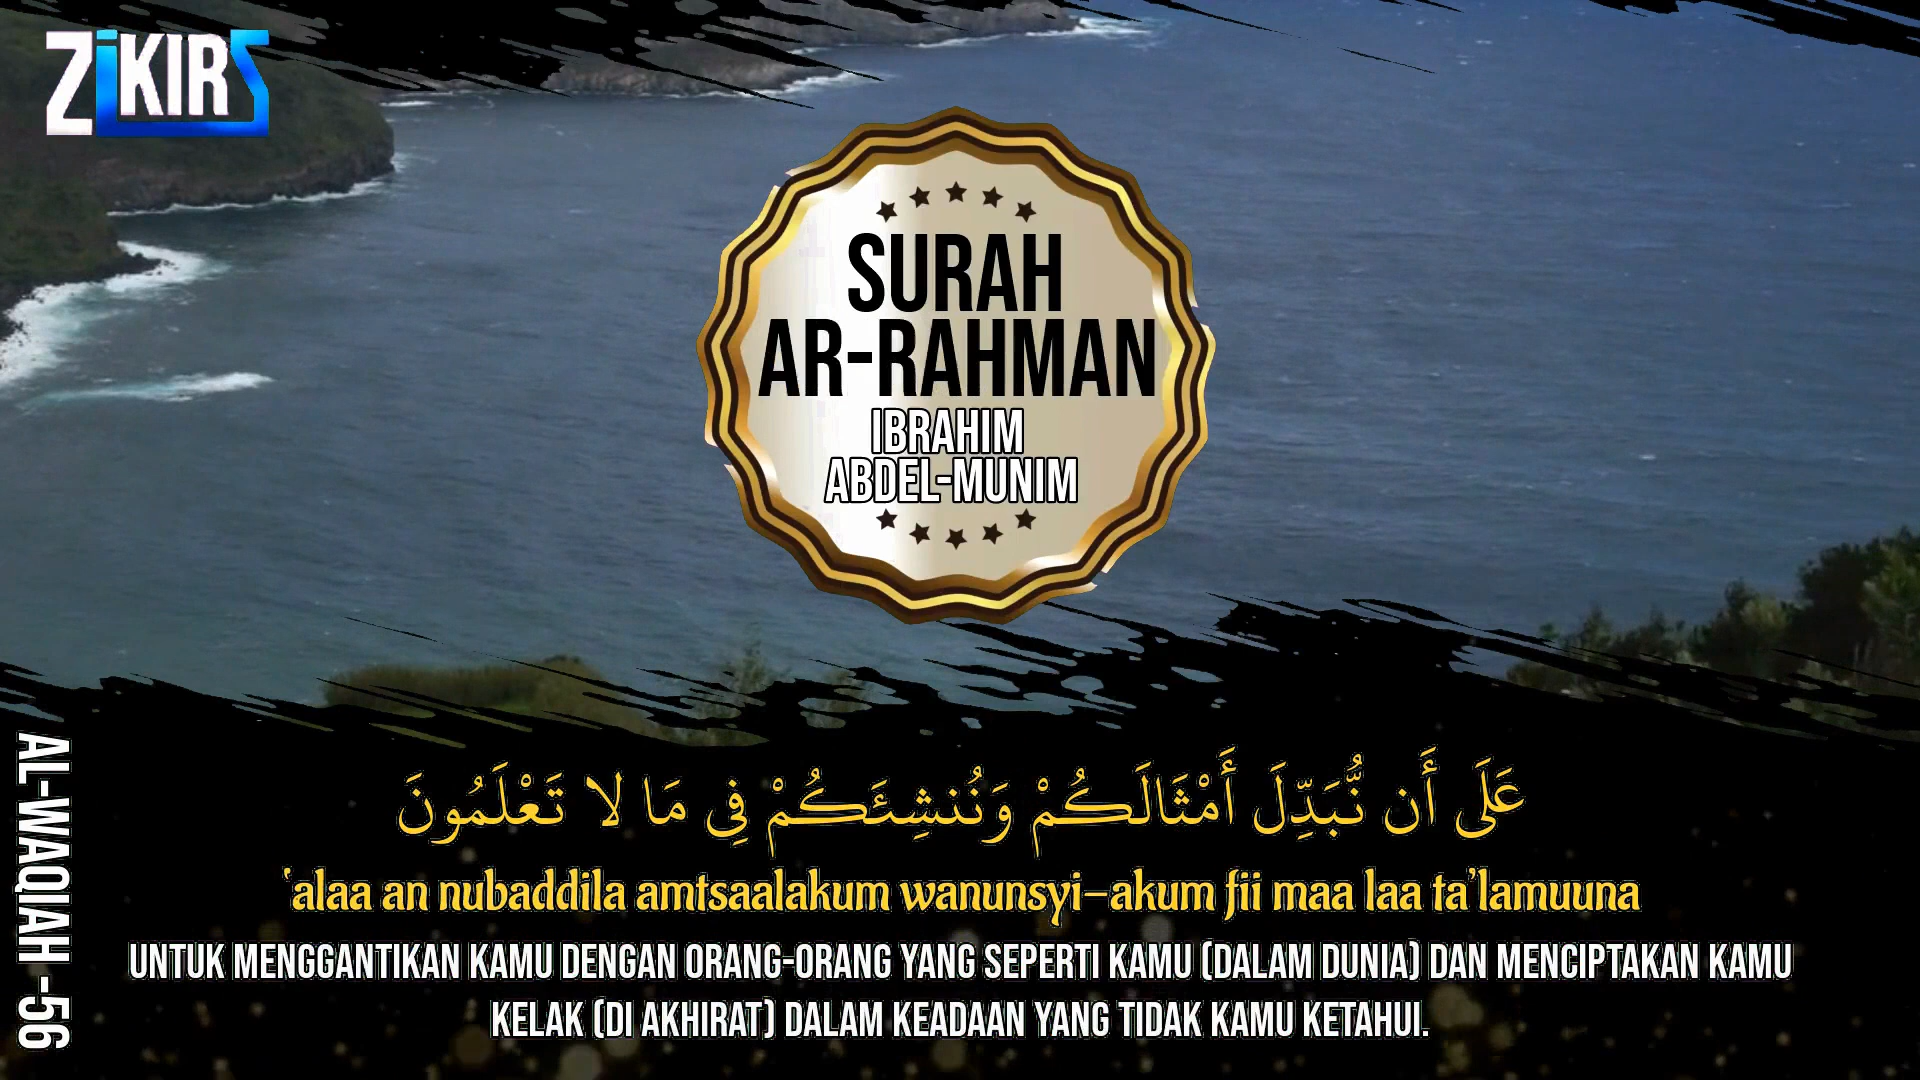 ZIKIRS
SURAH
AR-RAHMAN
IBRAHIM
ABDEL-MUNIM
AL-WAQIAH -56
عَلَى أَن نُّبَدِّلَ أَمْثَالَكُمْ وَنُنشِئَكُمْ فِى مَا لا تَعْلَمُونَ
‛alaa an nubaddila amtsaalakum wanunsyi–akum fii maa laa ta’lamuuna
UNTUK MENGGANTIKAN KAMU DENGAN ORANG-ORANG YANG SEPERTI KAMU (DALAM DUNIA) DAN MENCIPTAKAN KAMU
KELAK (DI AKHIRAT) DALAM KEADAAN YANG TIDAK KAMU KETAHUI.